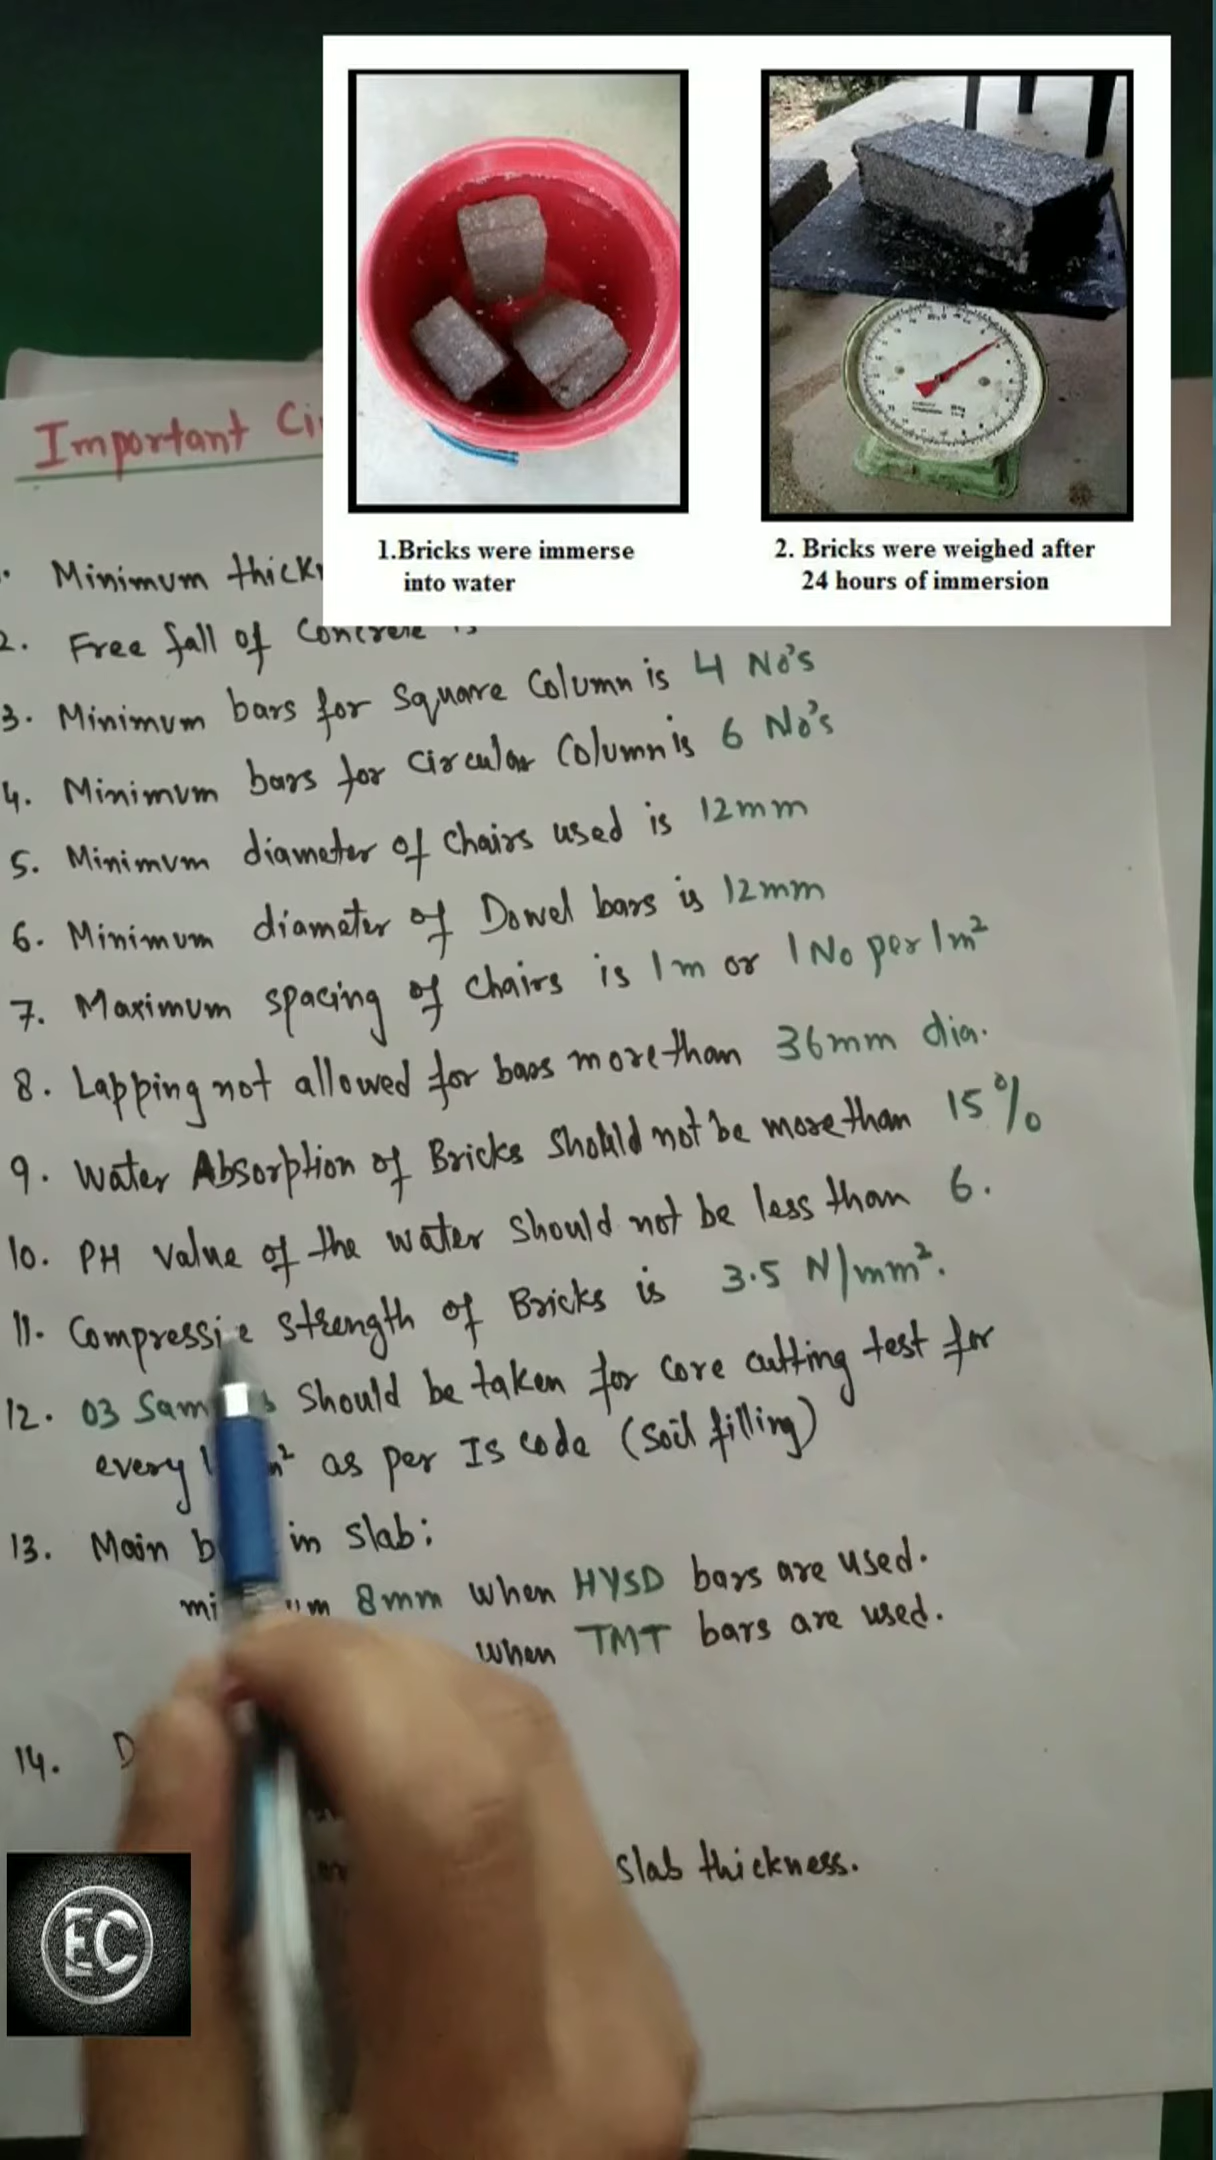 1.Bricks were immerse
into water
2. Bricks were weighed after
24 hours of immersion
Important
Minimum
2. Free fall of Concrete is
3. Minimum bars for Square Column is 4 No's
4. Minimum bars for Circular Column is 6 No's
5. Minimum diameter of Chairs used is 12mm
6. Minimum diameter of Dowel bars is 12mm
7. Maximum spacing of chairs is 1m or 1 No per 1m²
8. Lapping not allowed for bars more than 36mm dia.
9. Water Absorption of Bricks should not be more than 15%
10. PH value of the water should not be less than 6.
11. Compressive strength of Bricks is 3.5 N/mm².
12. 03 should be taken for core cutting test for
every as per Is code (soil filling)
13. Main in slab:
8mm when HYSD bars are used.
when TMT bars are used.
14.
slab thickness.
EC